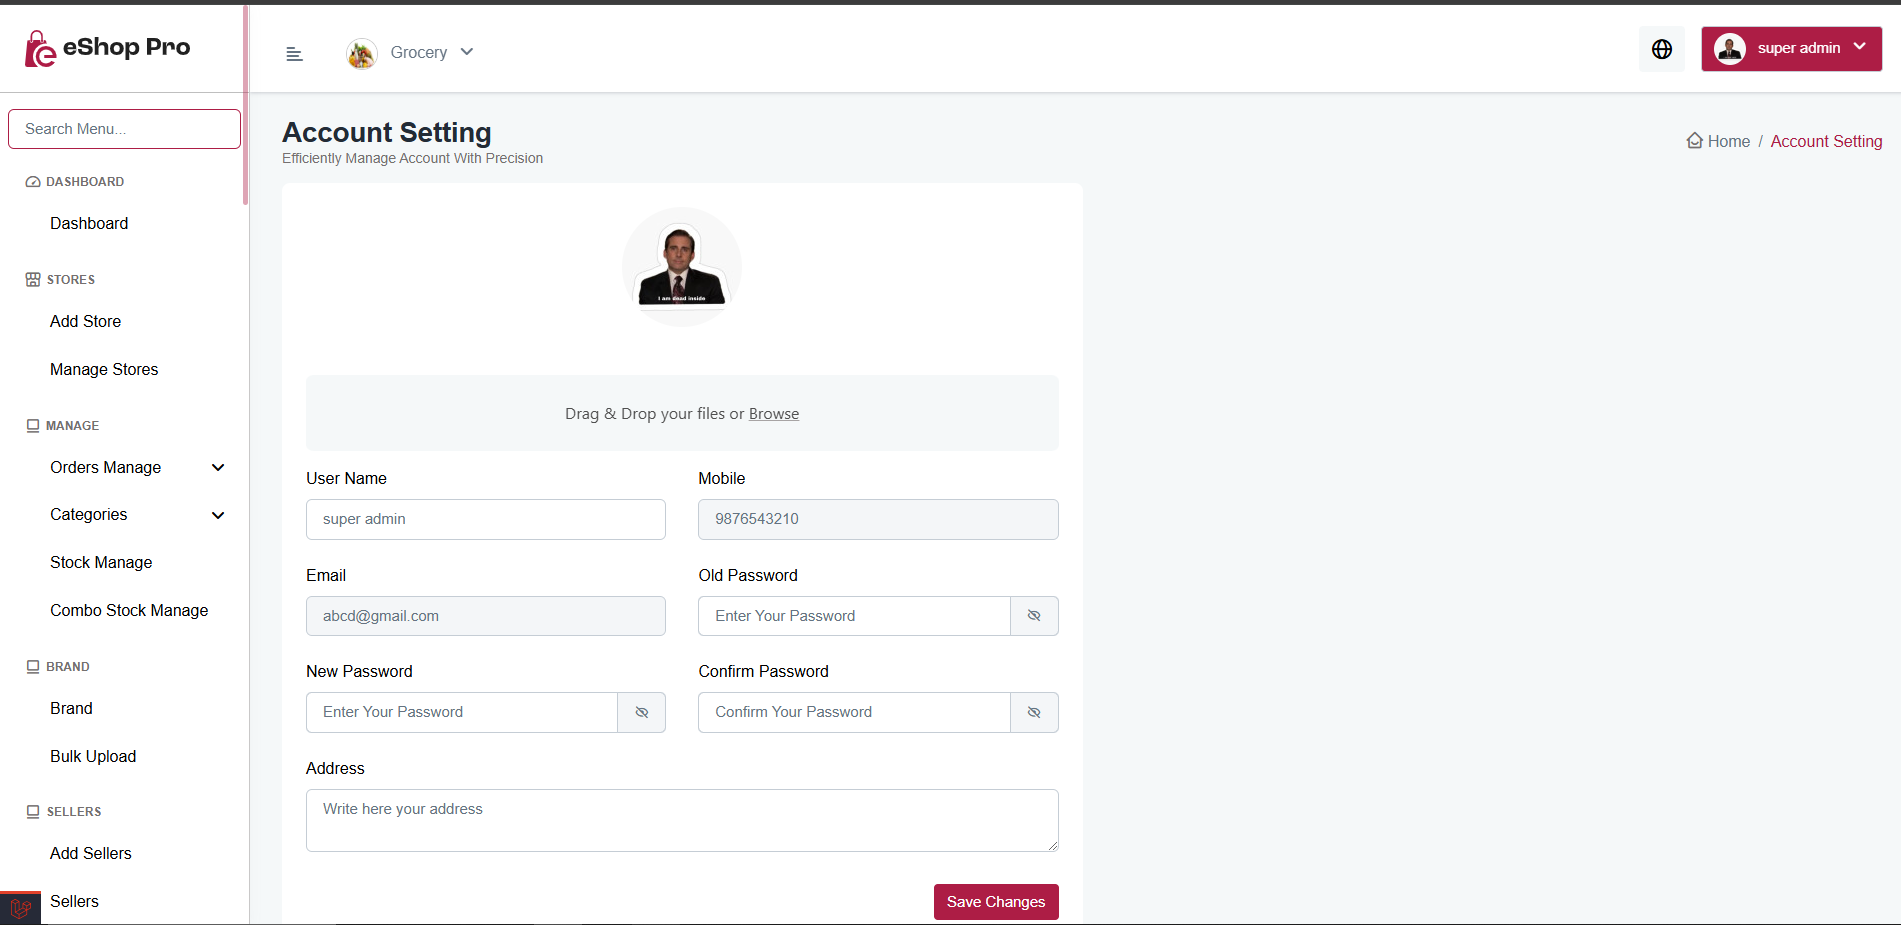 eShop Pro
Grocery
super admin
Search Menu...
DASHBOARD
Dashboard
STORES
Add Store
Manage Stores
MANAGE
Orders Manage
Categories
Stock Manage
Combo Stock Manage
BRAND
Brand
Bulk Upload
SELLERS
Add Sellers
Sellers
Account Setting
Efficiently Manage Account With Precision
Home / Account Setting
I am dead inside
Drag & Drop your files or Browse
User Name
super admin
Mobile
9876543210
Email
abcd@gmail.com
Old Password
Enter Your Password
New Password
Enter Your Password
Confirm Password
Confirm Your Password
Address
Write here your address
Save Changes